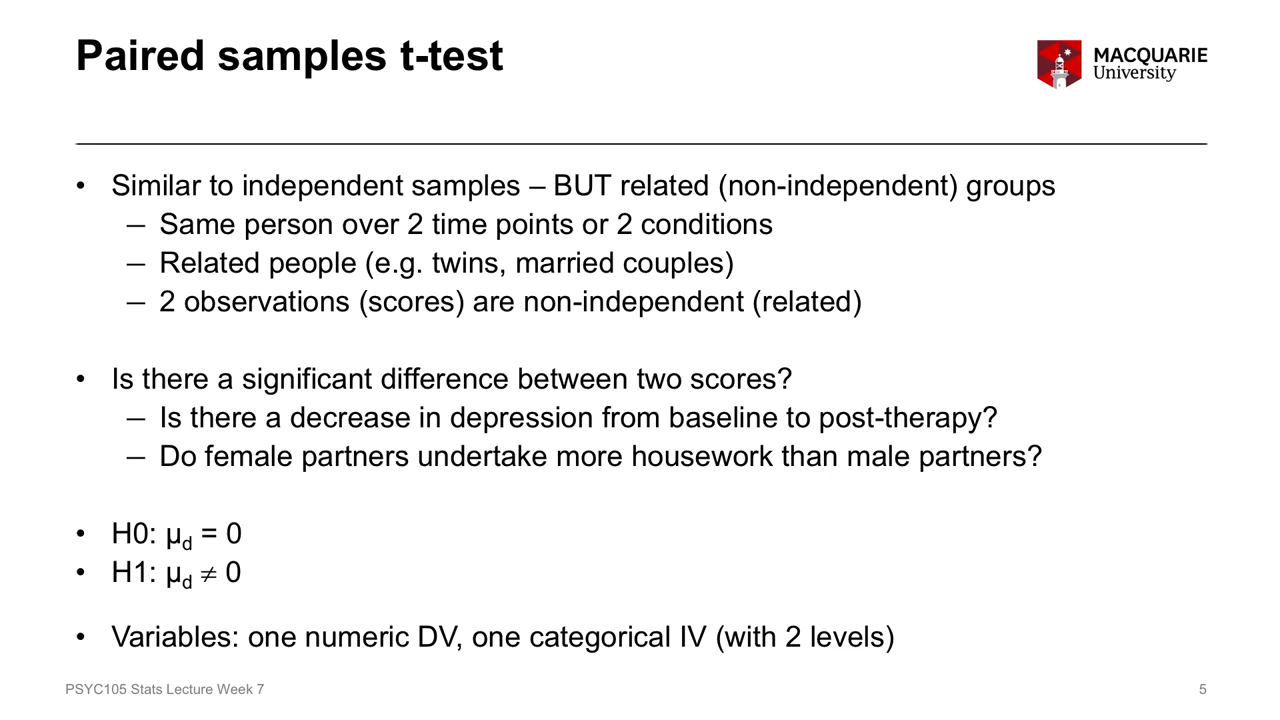 Paired samples t-test
MACQUARIE
University
• Similar to independent samples – BUT related (non-independent) groups
– Same person over 2 time points or 2 conditions
– Related people (e.g. twins, married couples)
– 2 observations (scores) are non-independent (related)
• Is there a significant difference between two scores?
– Is there a decrease in depression from baseline to post-therapy?
– Do female partners undertake more housework than male partners?
• H0: μd = 0
• H1: μd ≠ 0
• Variables: one numeric DV, one categorical IV (with 2 levels)
PSYC105 Stats Lecture Week 7
5